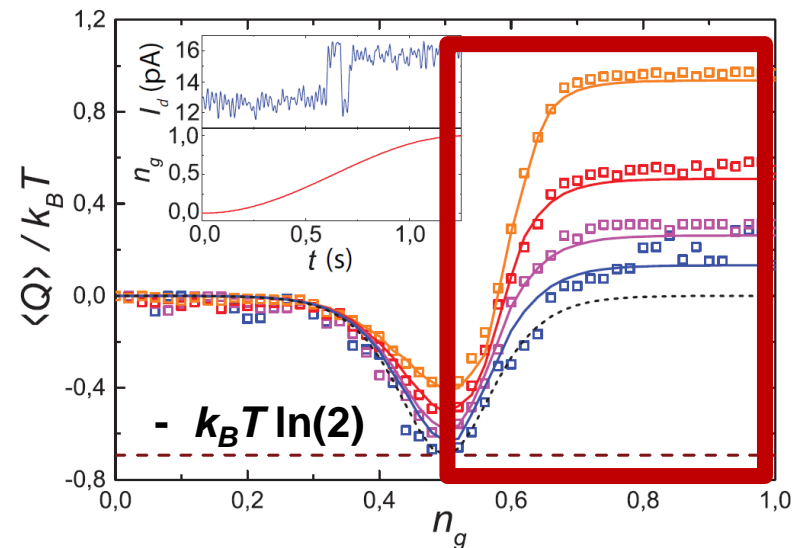 1,2
0,8
0,4
0,0
-0,4
-0,8
⟨Q⟩ / k_B T
16
14
12
I_d (pA)
1,0
0,5
0,0
n_g
0,0 0,5 1,0
t (s)
- k_B T ln(2)
0,0 0,2 0,4 0,6 0,8 1,0
n_g